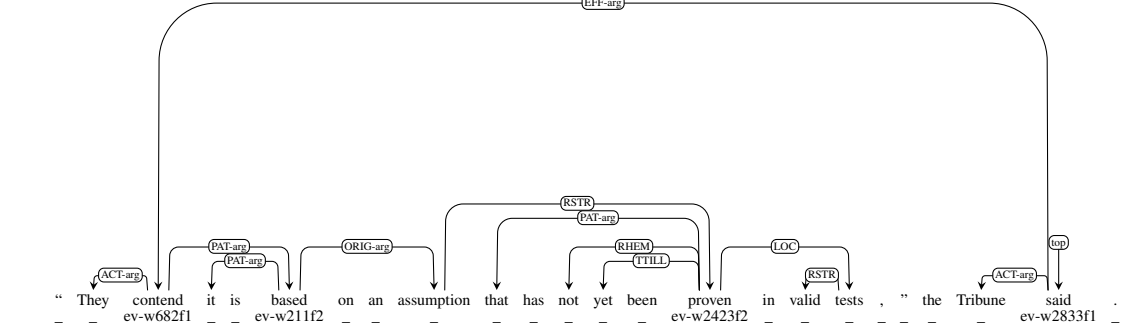 EFF-arg
RSTR
PAT-arg
PAT-arg ORIG-arg RHEM LOC top
PAT-arg TTILL
ACT-arg RSTR ACT-arg
“ They contend it is based on an assumption that has not yet been proven in valid tests , ” the Tribune said .
_ _ ev-w682f1 _ _ ev-w211f2 _ _ _ _ _ _ _ _ ev-w2423f2 _ _ _ _ _ _ _ ev-w2833f1 _